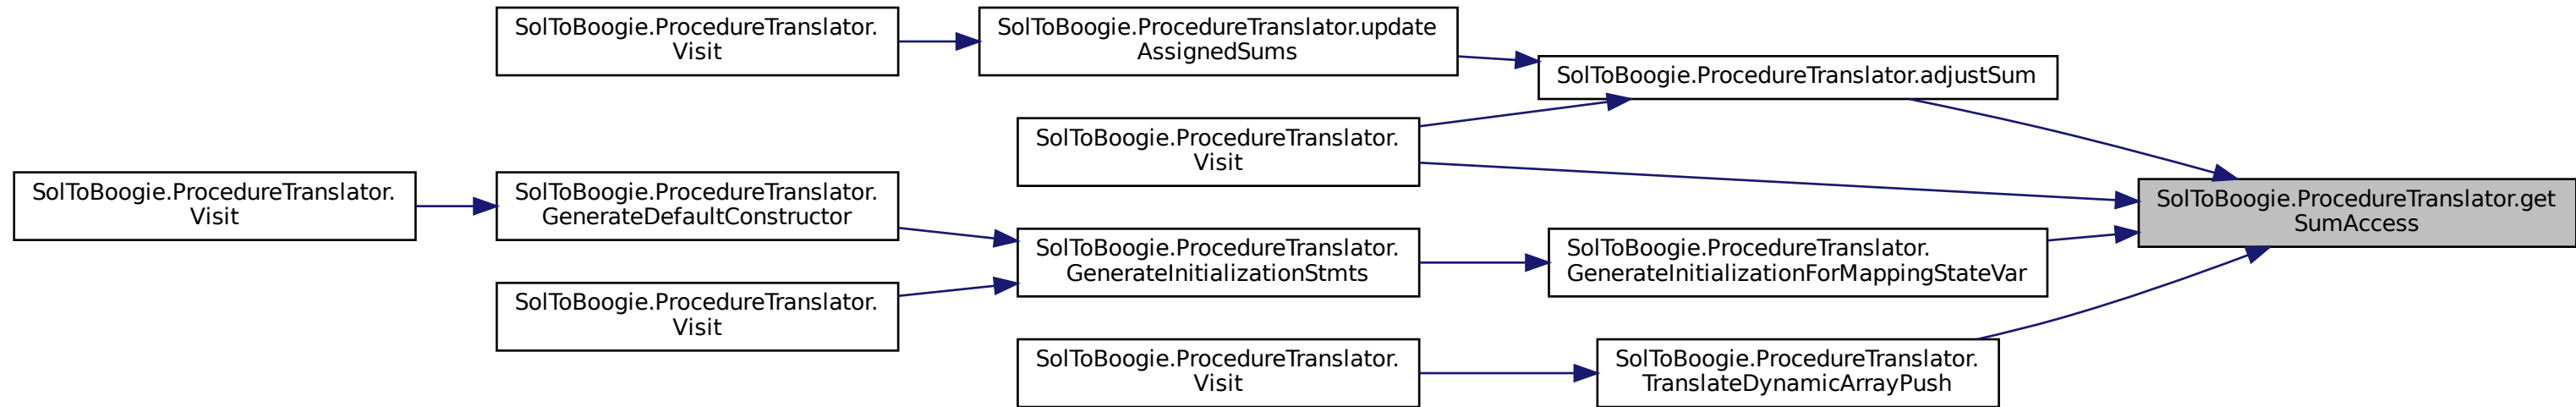 SolToBoogie.ProcedureTranslator.
Visit
SolToBoogie.ProcedureTranslator.update
AssignedSums
SolToBoogie.ProcedureTranslator.adjustSum
SolToBoogie.ProcedureTranslator.
Visit
SolToBoogie.ProcedureTranslator.
Visit
SolToBoogie.ProcedureTranslator.
GenerateDefaultConstructor
SolToBoogie.ProcedureTranslator.get
SumAccess
SolToBoogie.ProcedureTranslator.
GenerateInitializationStmts
SolToBoogie.ProcedureTranslator.
GenerateInitializationForMappingStateVar
SolToBoogie.ProcedureTranslator.
Visit
SolToBoogie.ProcedureTranslator.
Visit
SolToBoogie.ProcedureTranslator.
TranslateDynamicArrayPush